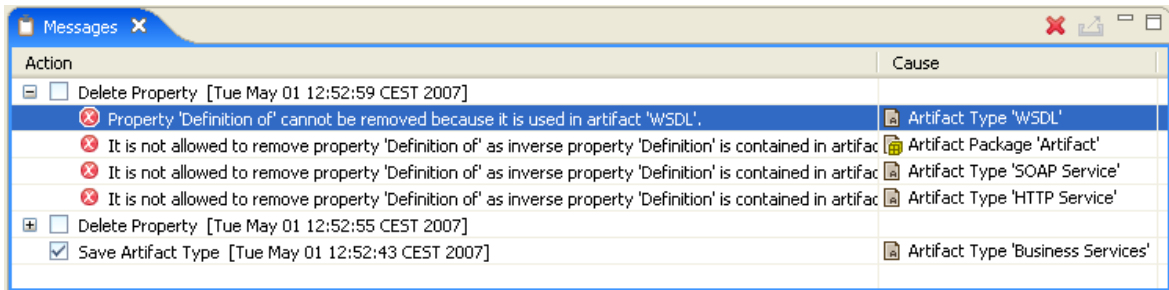 Messages
Action Cause
Delete Property [Tue May 01 12:52:59 CEST 2007]
Property 'Definition of' cannot be removed because it is used in artifact 'WSDL'. Artifact Type 'WSDL'
It is not allowed to remove property 'Definition of' as inverse property 'Definition' is contained in artifac Artifact Package 'Artifact'
It is not allowed to remove property 'Definition of' as inverse property 'Definition' is contained in artifac Artifact Type 'SOAP Service'
It is not allowed to remove property 'Definition of' as inverse property 'Definition' is contained in artifac Artifact Type 'HTTP Service'
Delete Property [Tue May 01 12:52:55 CEST 2007]
Save Artifact Type [Tue May 01 12:52:43 CEST 2007] Artifact Type 'Business Services'